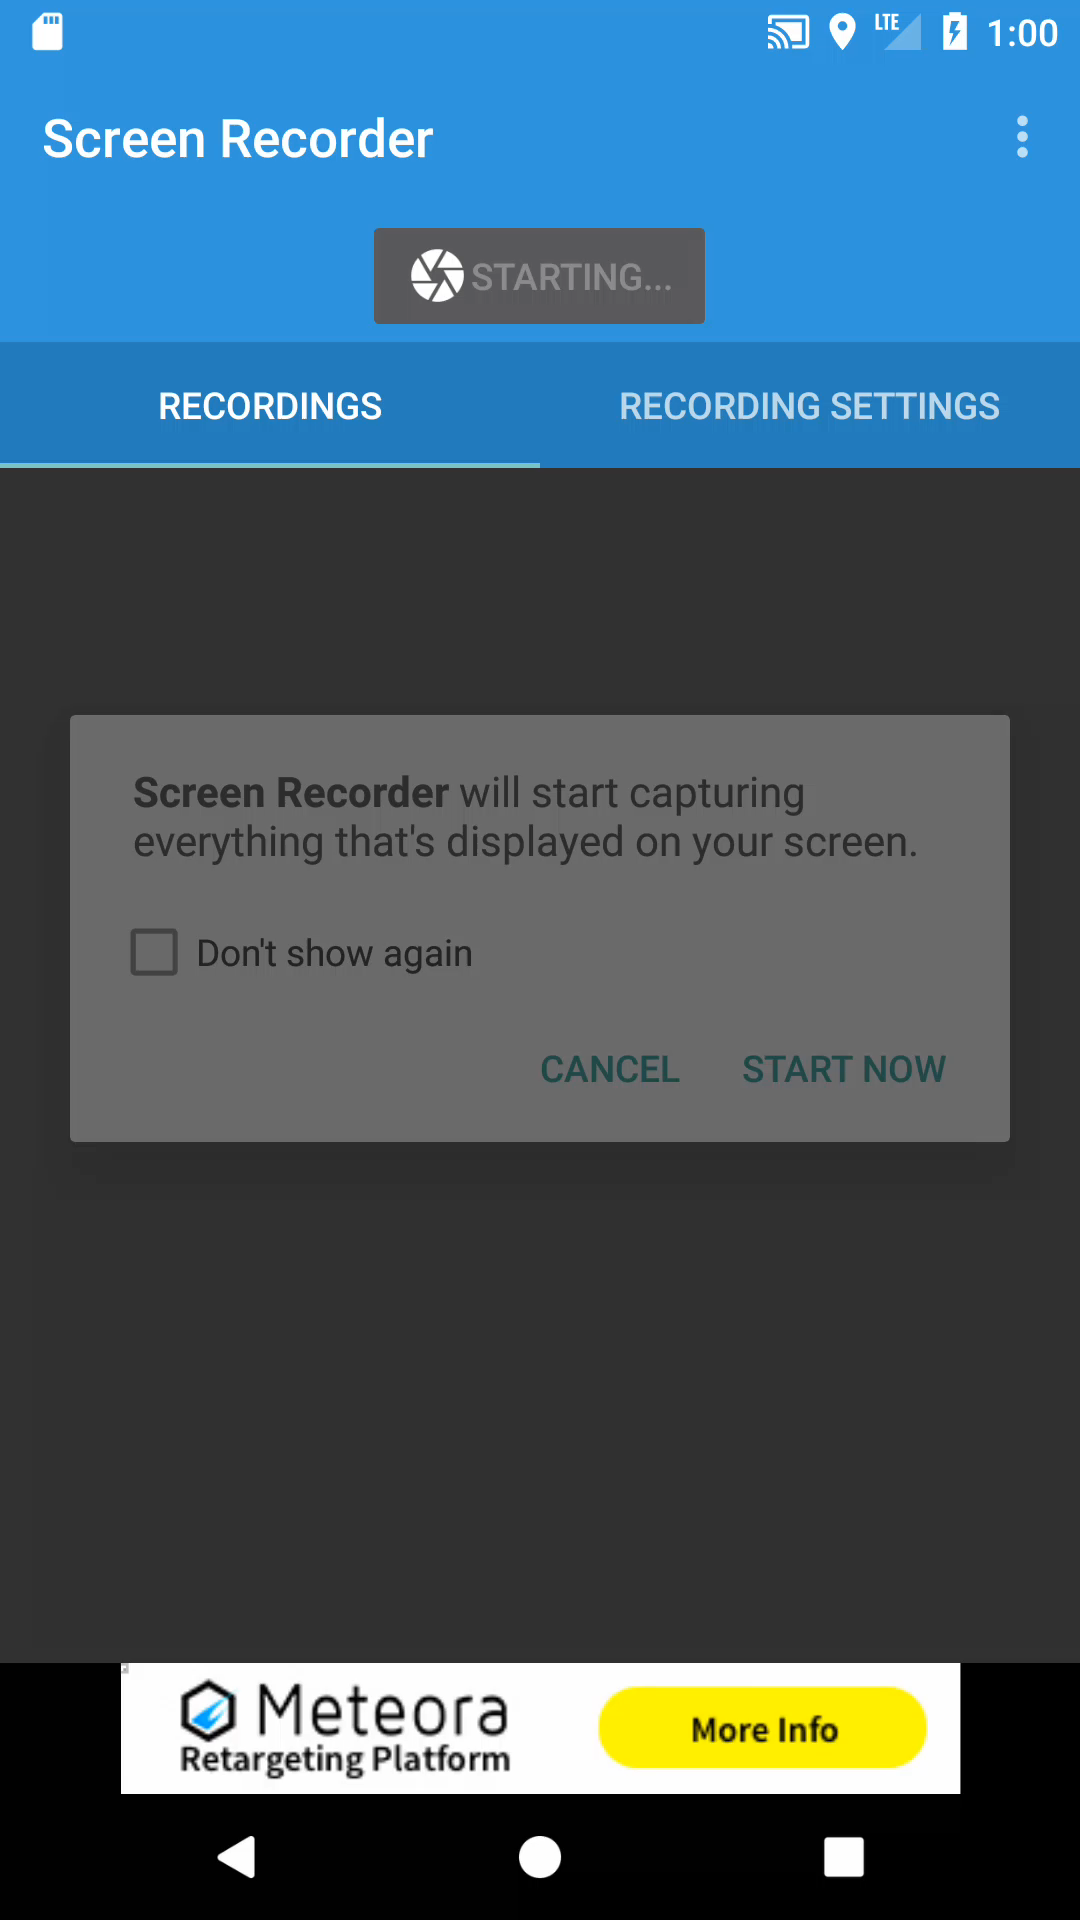 LTE 1:00
Screen Recorder
STARTING...
RECORDINGS RECORDING SETTINGS
Screen Recorder will start capturing
everything that's displayed on your screen.
Don't show again
CANCEL START NOW
Meteora
Retargeting Platform
More Info